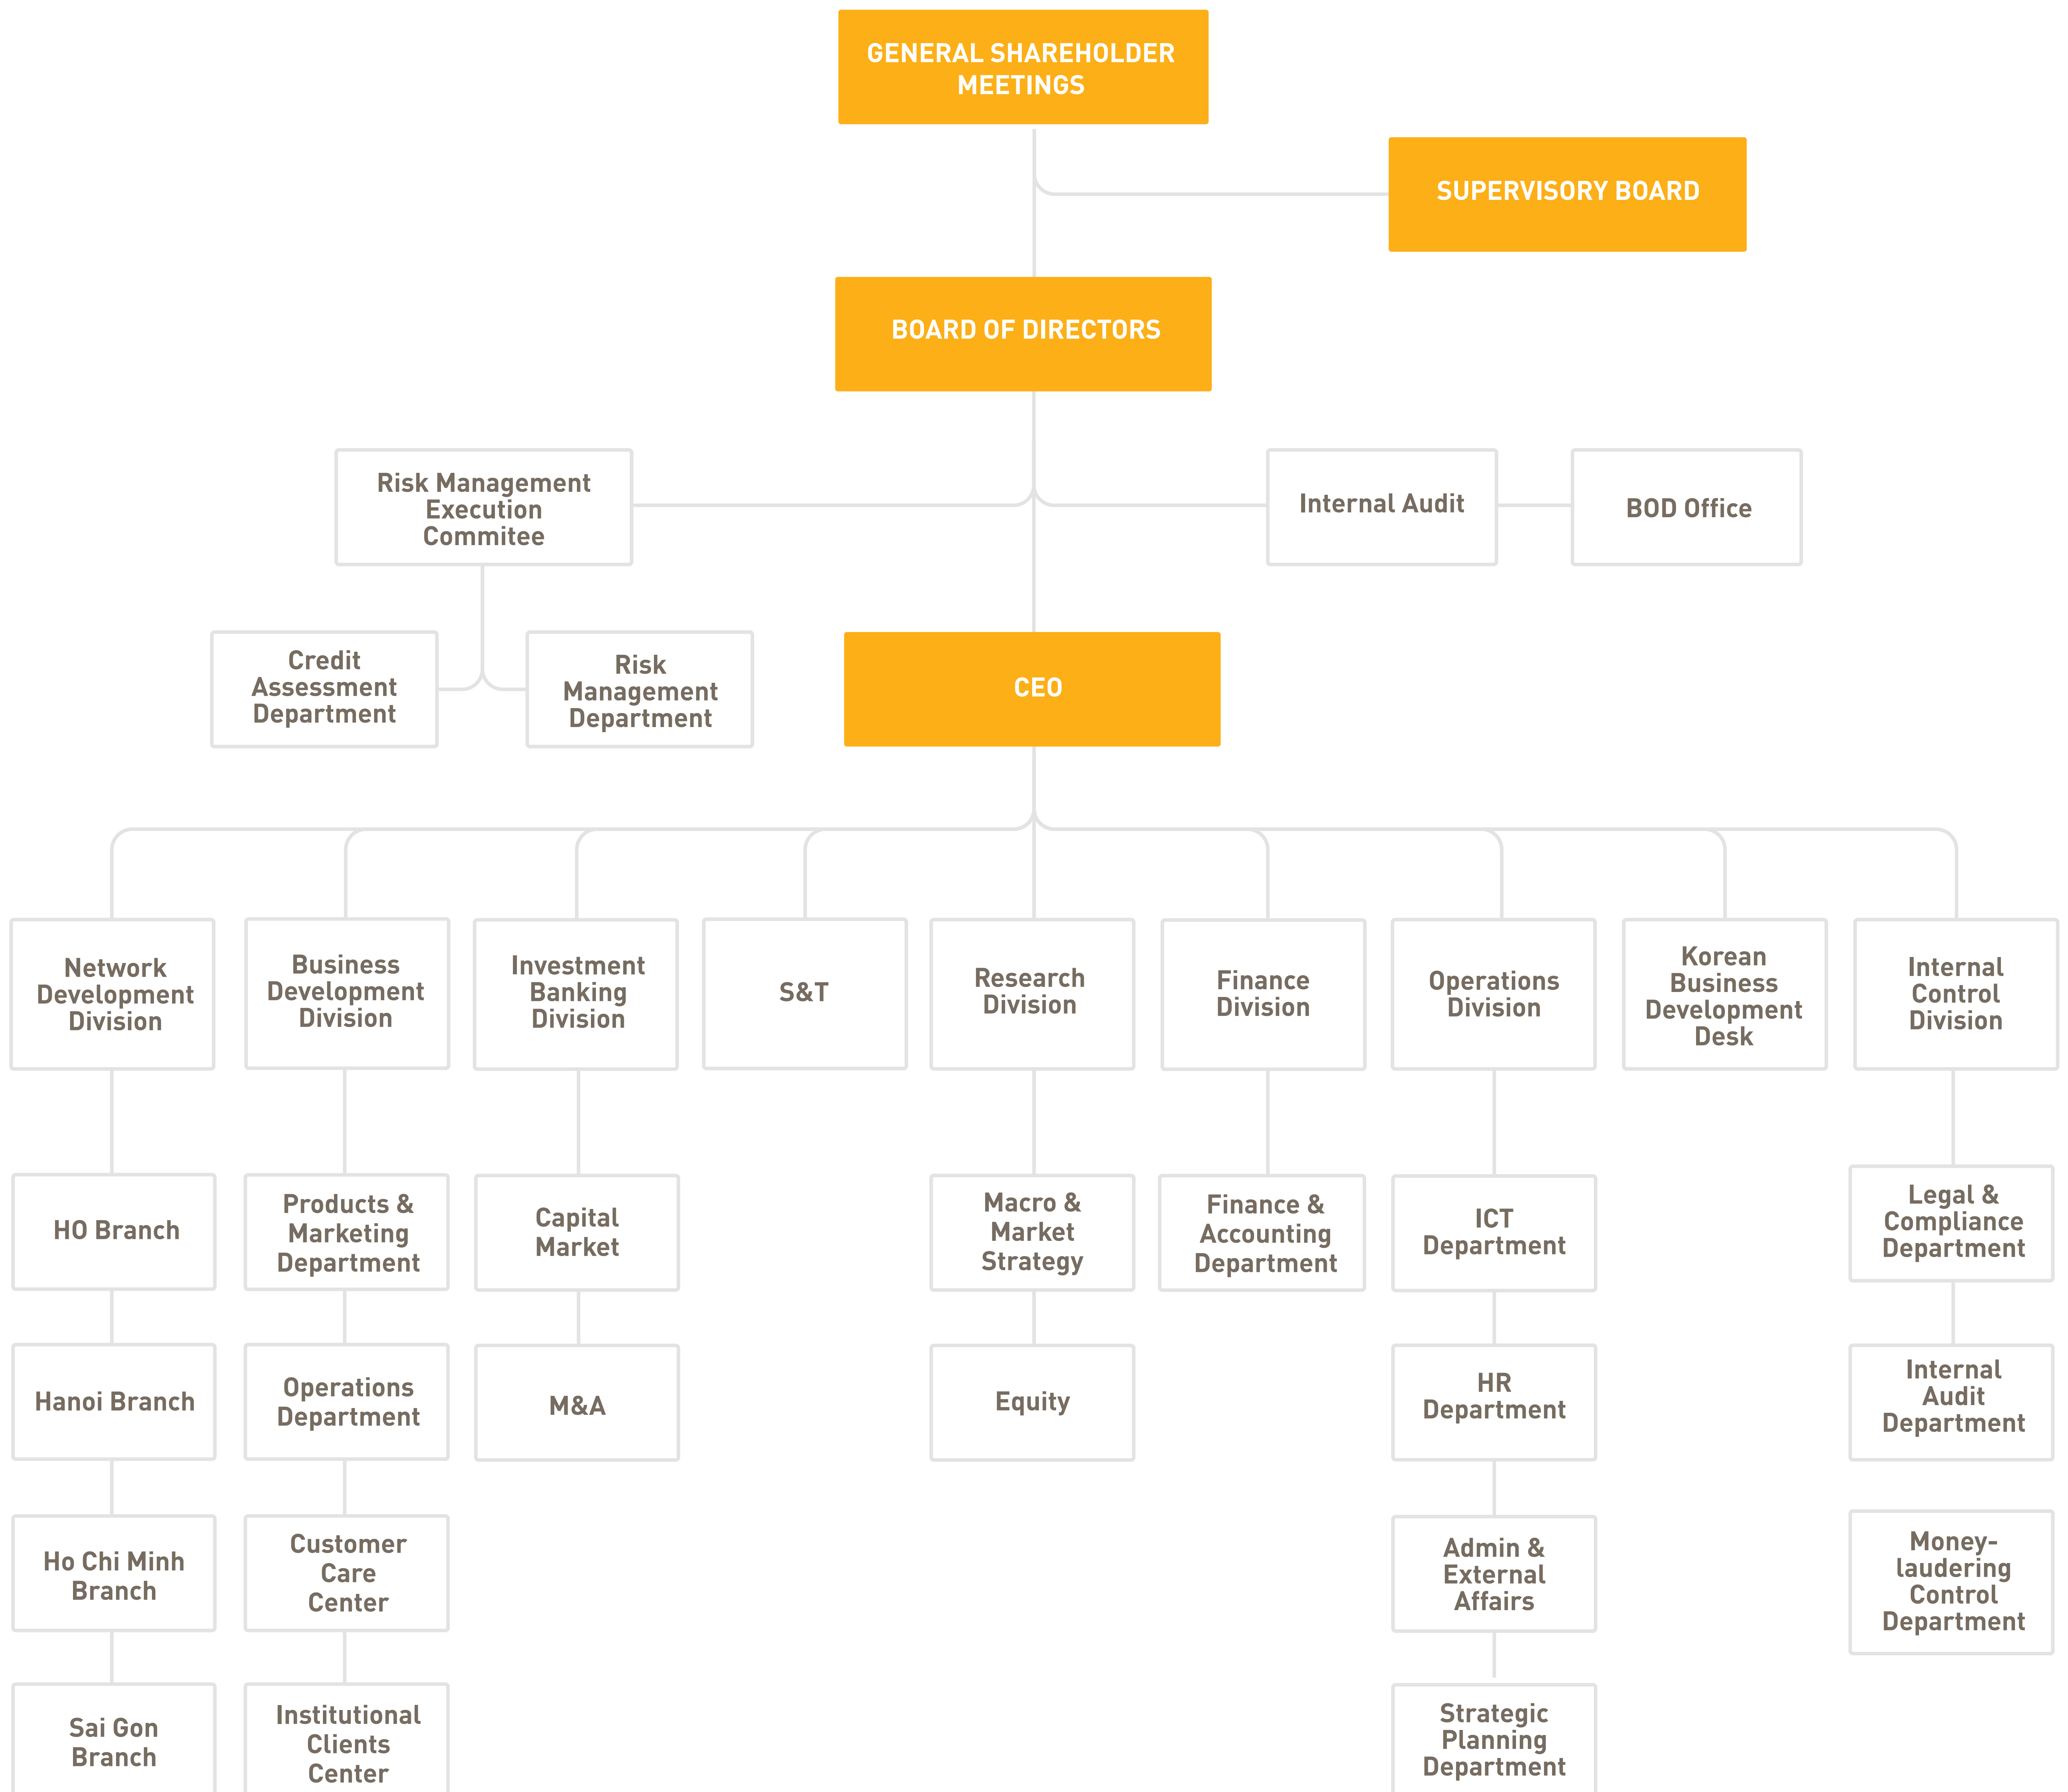 GENERAL SHAREHOLDER
MEETINGS
SUPERVISORY BOARD
BOARD OF DIRECTORS
Risk Management
Execution
Commitee
Internal Audit
BOD Office
Credit
Assessment
Department
Risk
Management
Department
CEO
Network
Development
Division
Business
Development
Division
Investment
Banking
Division
S&T
Research
Division
Finance
Division
Operations
Division
Korean
Business
Development
Desk
Internal
Control
Division
HO Branch
Products &
Marketing
Department
Capital
Market
Macro &
Market
Strategy
Finance &
Accounting
Department
ICT
Department
Legal &
Compliance
Department
Hanoi Branch
Operations
Department
M&A
Equity
HR
Department
Internal
Audit
Department
Ho Chi Minh
Branch
Customer
Care
Center
Admin &
External
Affairs
Money-
laudering
Control
Department
Sai Gon
Branch
Institutional
Clients
Center
Strategic
Planning
Department